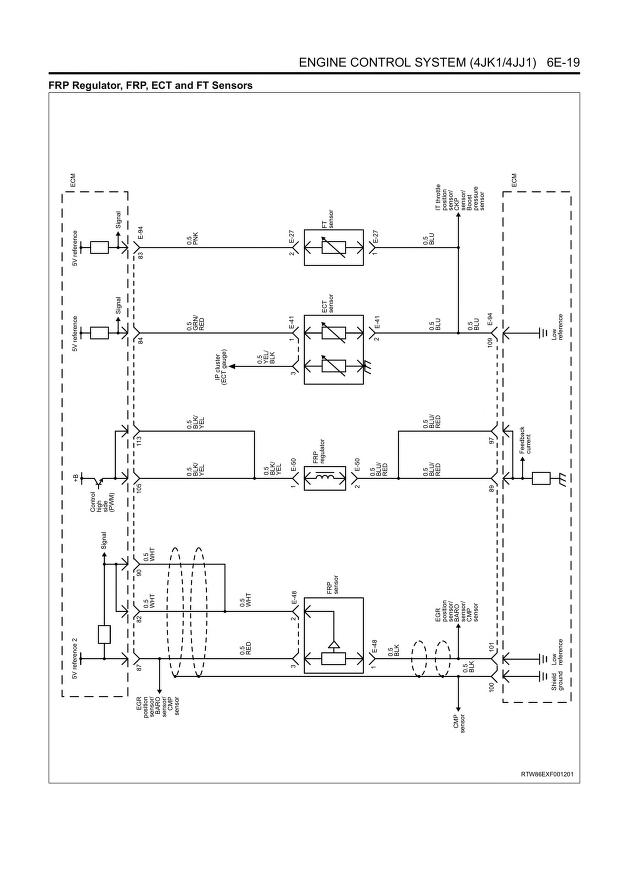 ENGINE CONTROL SYSTEM (4JK1/4JJ1) 6E-19
FRP Regulator, FRP, ECT and FT Sensors
ECM
5V reference
Signal
E-94
83
0.5
PNK
E-27
2
FT
sensor
E-27
1
0.5
BLU
IT throttle
position
sensor/
CKP
sensor/
Boost
pressure
sensor
ECM
5V reference
Signal
84
0.5
GRN/
RED
E-41
1
ECT
sensor
E-41
2
0.5
BLU
0.5
BLU
E-94
109
Low
reference
IP cluster
(ECT gauge)
0.5
YEL/
BLK
3
113
0.5
BLK/
YEL
0.5
BLU/
RED
97
Feedback
current
+B
Control
high
side
(PWM)
105
0.5
BLK/
YEL
0.5
BLK/
YEL
E-50
1
FRP
regulator
E-50
2
0.5
BLU/
RED
0.5
BLU/
RED
89
Signal
90
0.5
WHT
82
0.5
WHT
0.5
WHT
E-48
2
FRP
sensor
EGR
position
sensor/
BARO
sensor/
CMP
sensor
5V reference 2
87
0.5
RED
3
E-48
1
0.5
BLK
101
Low
reference
0.5
BLK
100
Shield
ground
EGR
position
sensor/
BARO
sensor/
CMP
sensor
CMP
sensor
RTW86EXF001201